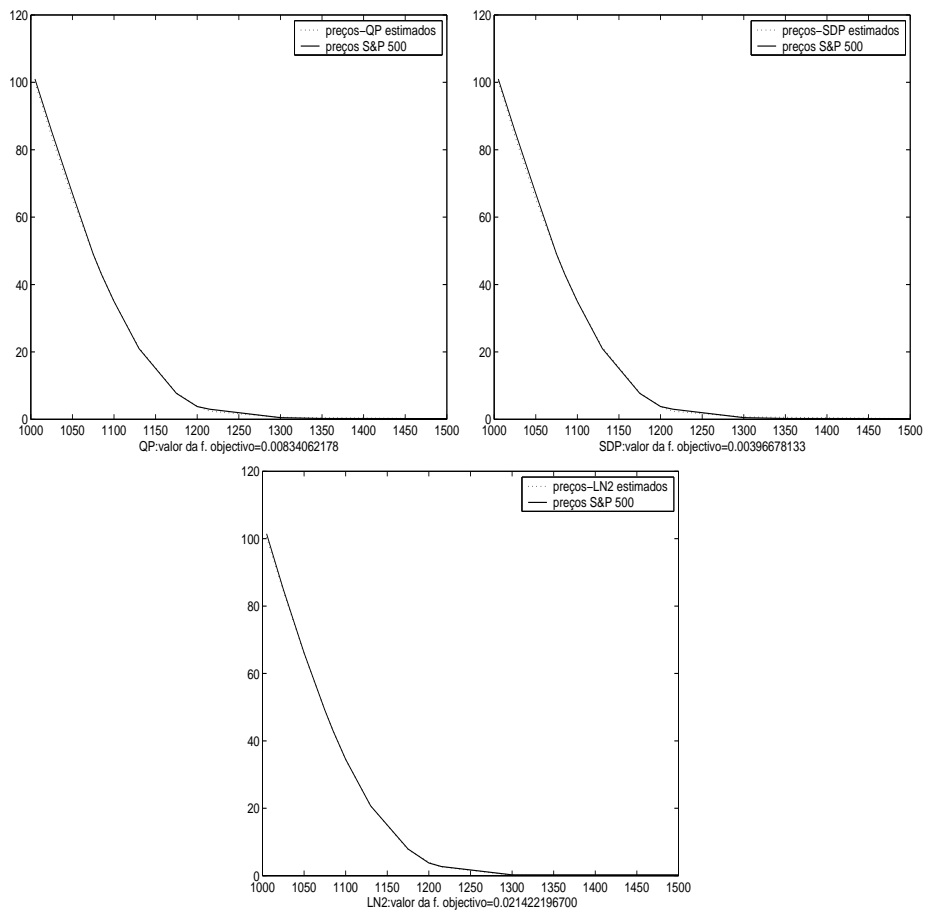 120
100
80
60
40
20
0
preços-QP estimados
preços S&P 500
1000 1050 1100 1150 1200 1250 1300 1350 1400 1450 1500
QP:valor da f. objectivo=0.00834062178
120
100
80
60
40
20
0
preços-SDP estimados
preços S&P 500
1000 1050 1100 1150 1200 1250 1300 1350 1400 1450 1500
SDP:valor da f. objectivo=0.00396678133
120
100
80
60
40
20
0
preços-LN2 estimados
preços S&P 500
1000 1050 1100 1150 1200 1250 1300 1350 1400 1450 1500
LN2:valor da f. objectivo=0.021422196700